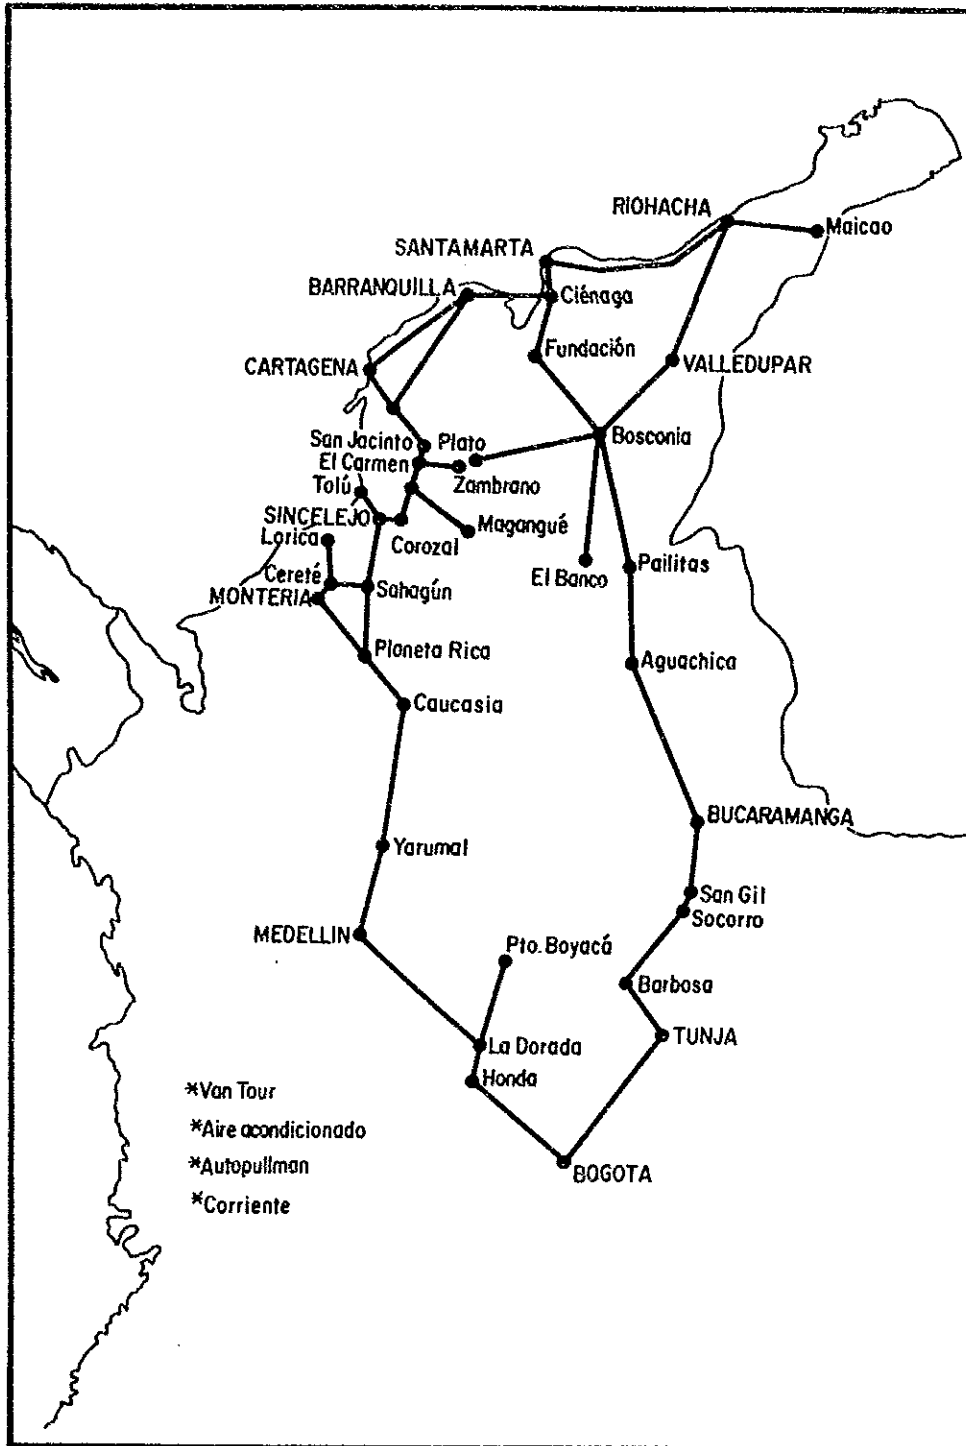 RIOHACHA
Maicao
SANTAMARTA
BARRANQUILLA
Ciénaga
Fundación
CARTAGENA
VALLEDUPAR
San Jacinto
Plato
Bosconia
El Carmen
Zambrano
Tolú
SINCELEJO
Corozal
Magangué
Lorica
El Banco
Pailitas
Cereté
Sahagún
MONTERIA
Planeta Rica
Aguachica
Caucasia
BUCARAMANGA
Yarumal
San Gil
Socorro
MEDELLIN
Pto. Boyacá
Barbosa
TUNJA
La Dorada
Honda
*Van Tour
*Aire acondicionado
*Autopullman
*Corriente
BOGOTA